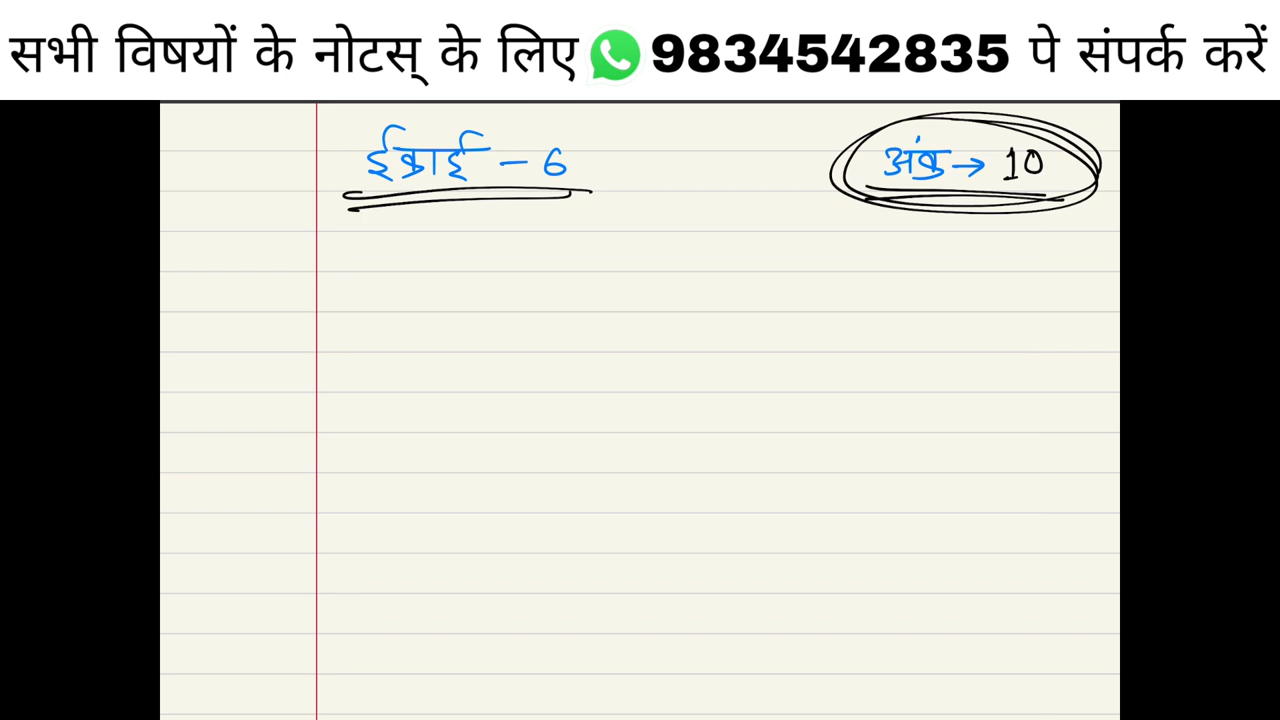 सभी विषयों के नोटस् के लिए 9834542835 पे संपर्क करें
ईकाई - 6 अंक → 10